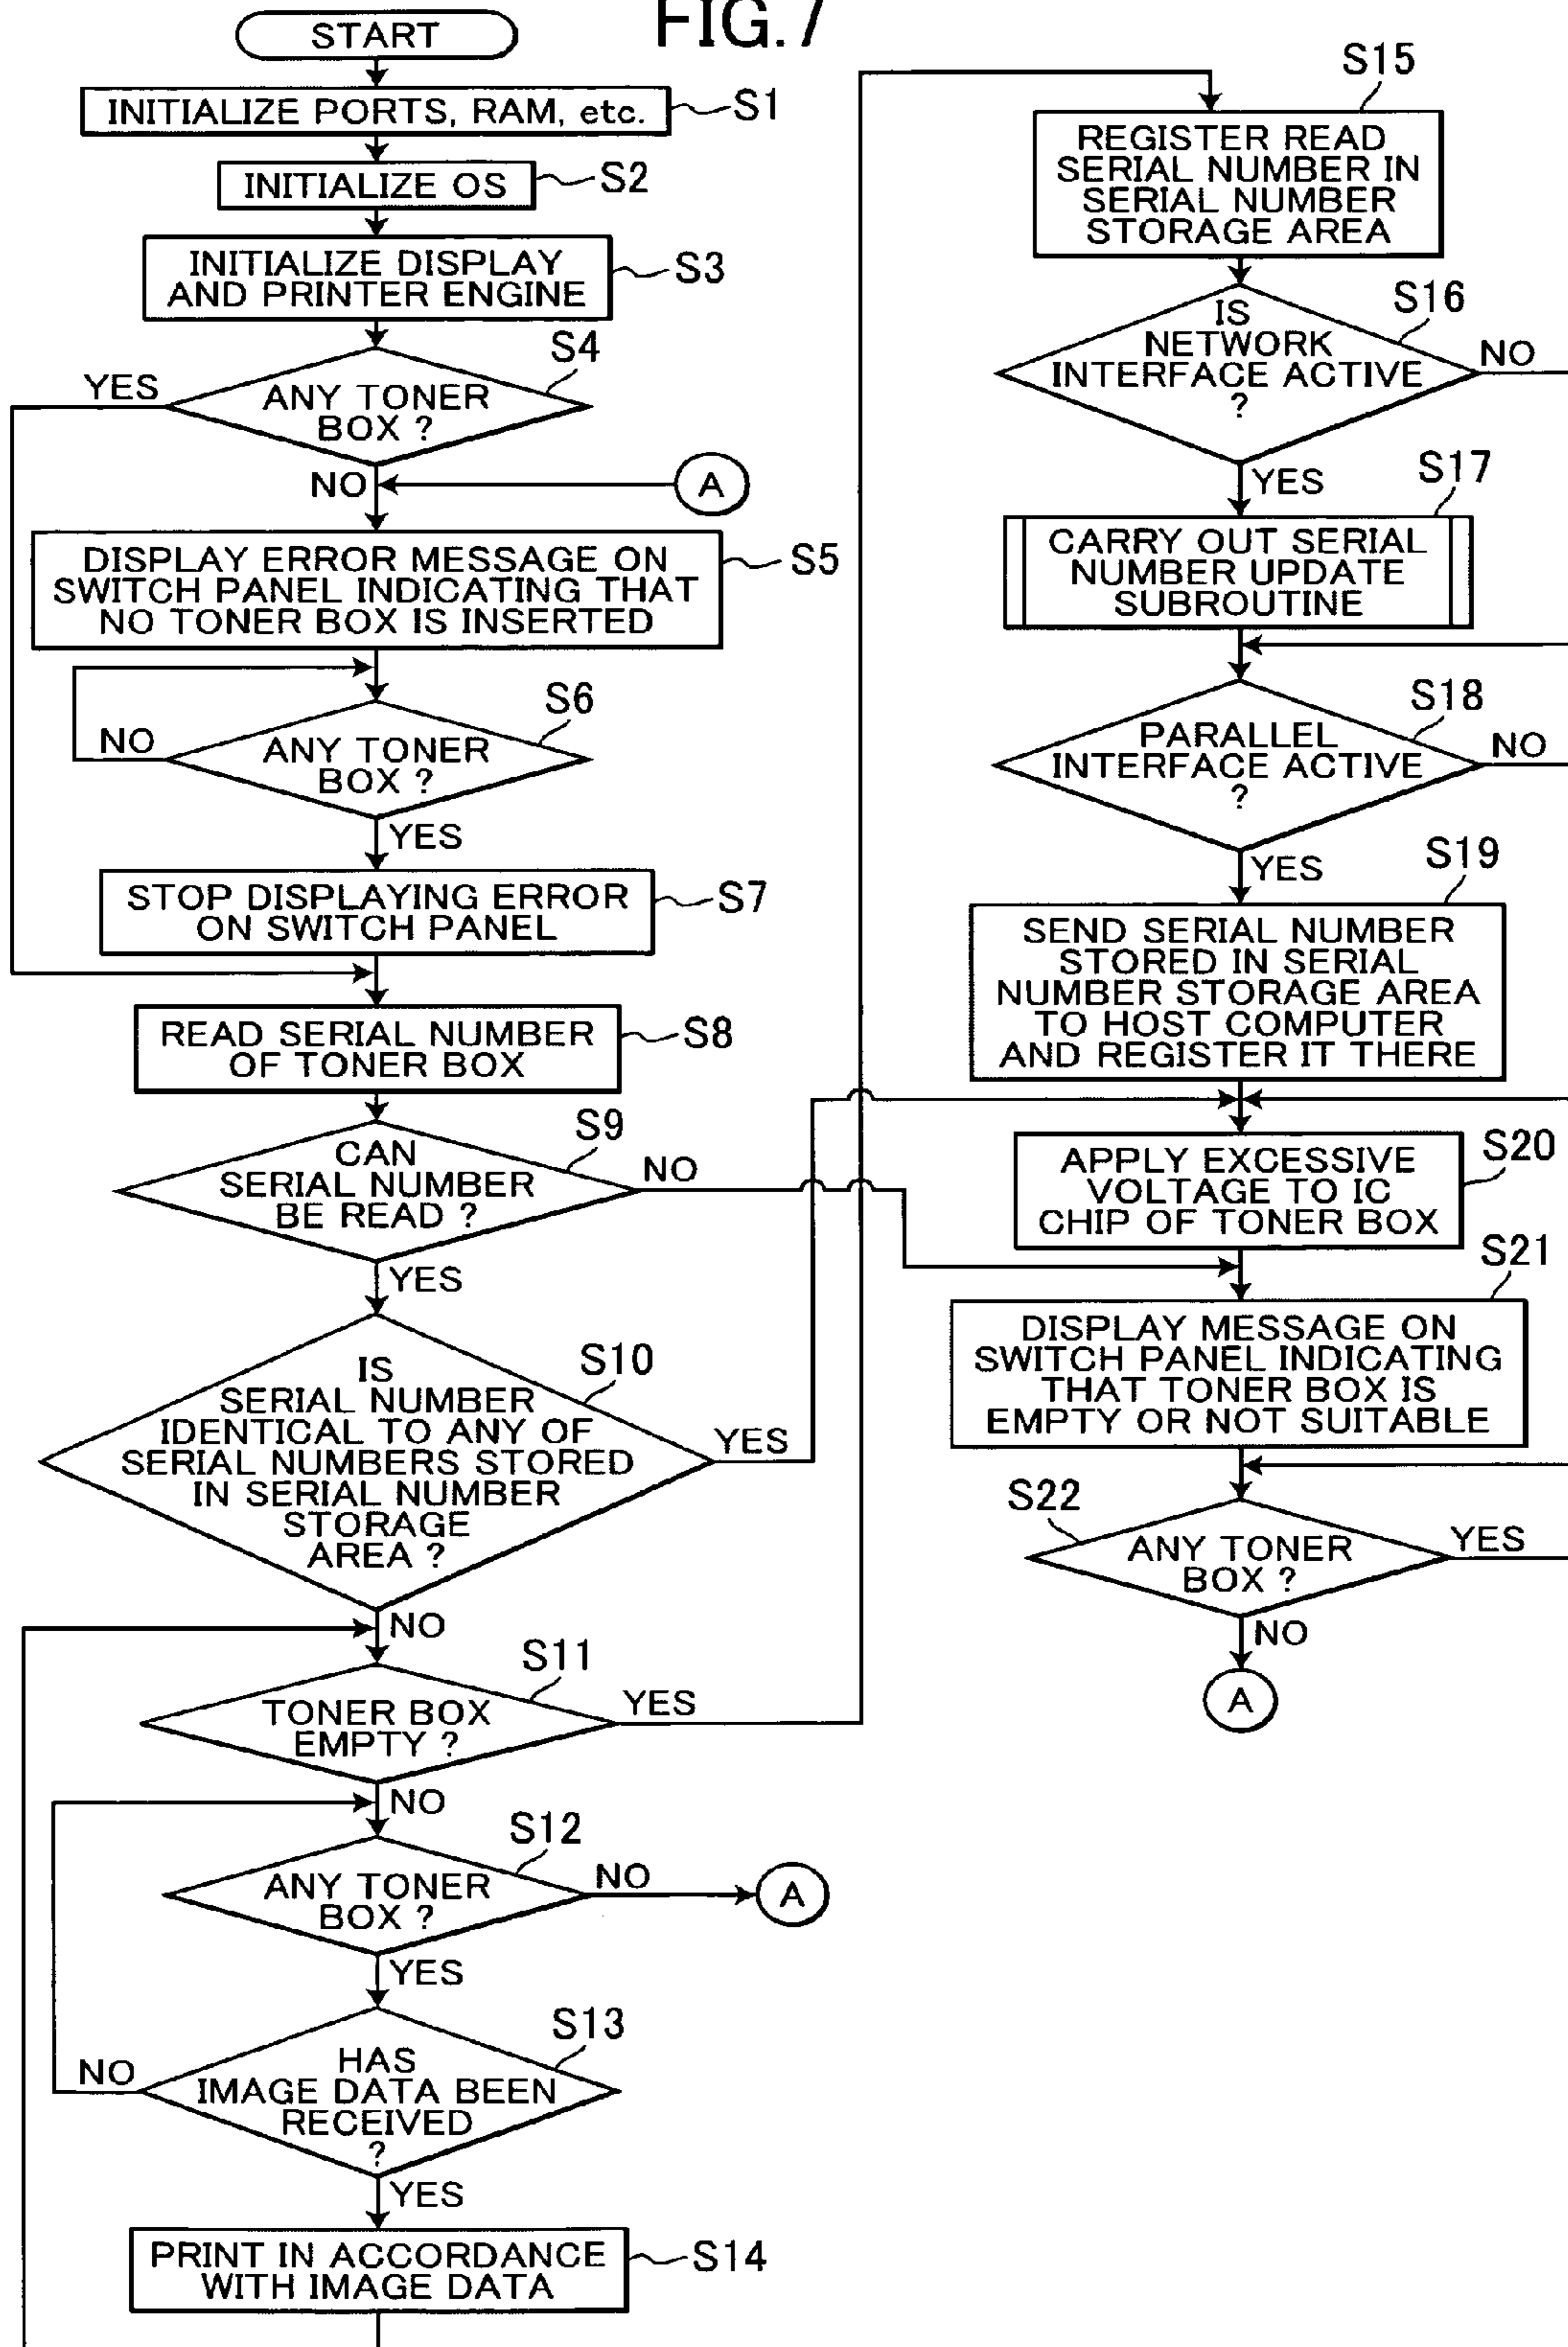 FIG.7
START
INITIALIZE PORTS, RAM, etc.
S1
INITIALIZE OS
S2
INITIALIZE DISPLAY
AND PRINTER ENGINE
S3
S4
YES
ANY TONER
BOX ?
NO
A
DISPLAY ERROR MESSAGE ON
SWITCH PANEL INDICATING THAT
NO TONER BOX IS INSERTED
S5
S6
NO
ANY TONER
BOX ?
YES
STOP DISPLAYING ERROR
ON SWITCH PANEL
S7
READ SERIAL NUMBER
OF TONER BOX
S8
S9
CAN
SERIAL NUMBER
BE READ ?
NO
YES
S10
IS
SERIAL NUMBER
IDENTICAL TO ANY OF
SERIAL NUMBERS STORED
IN SERIAL NUMBER
STORAGE
AREA ?
YES
NO
S11
TONER BOX
EMPTY ?
YES
NO
S12
ANY TONER
BOX ?
NO
A
YES
S13
HAS
IMAGE DATA BEEN
RECEIVED
?
NO
YES
PRINT IN ACCORDANCE
WITH IMAGE DATA
S14
S15
REGISTER READ
SERIAL NUMBER IN
SERIAL NUMBER
STORAGE AREA
S16
IS
NETWORK
INTERFACE ACTIVE
?
NO
YES
S17
CARRY OUT SERIAL
NUMBER UPDATE
SUBROUTINE
S18
PARALLEL
INTERFACE ACTIVE
?
NO
YES
S19
SEND SERIAL NUMBER
STORED IN SERIAL
NUMBER STORAGE AREA
TO HOST COMPUTER
AND REGISTER IT THERE
S20
APPLY EXCESSIVE
VOLTAGE TO IC
CHIP OF TONER BOX
S21
DISPLAY MESSAGE ON
SWITCH PANEL INDICATING
THAT TONER BOX IS
EMPTY OR NOT SUITABLE
S22
ANY TONER
BOX ?
YES
NO
A